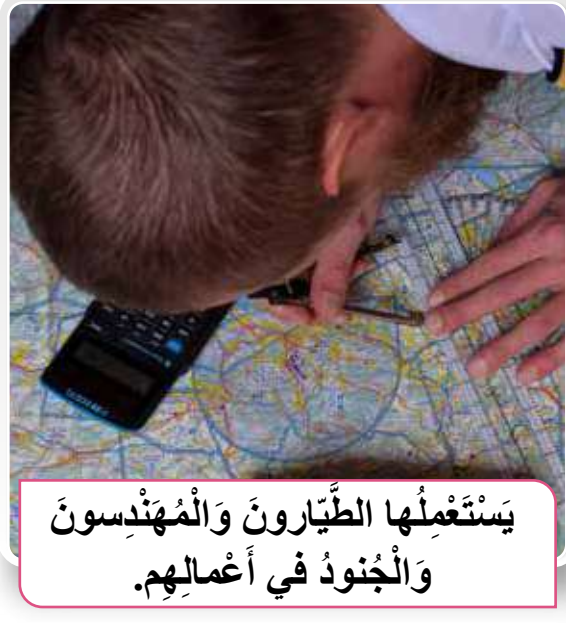 يَسْتَعْمِلُها الطَّيّارونَ وَالْمُهَنْدِسونَ
وَالْجُنودُ في أَعْمالِهِم.